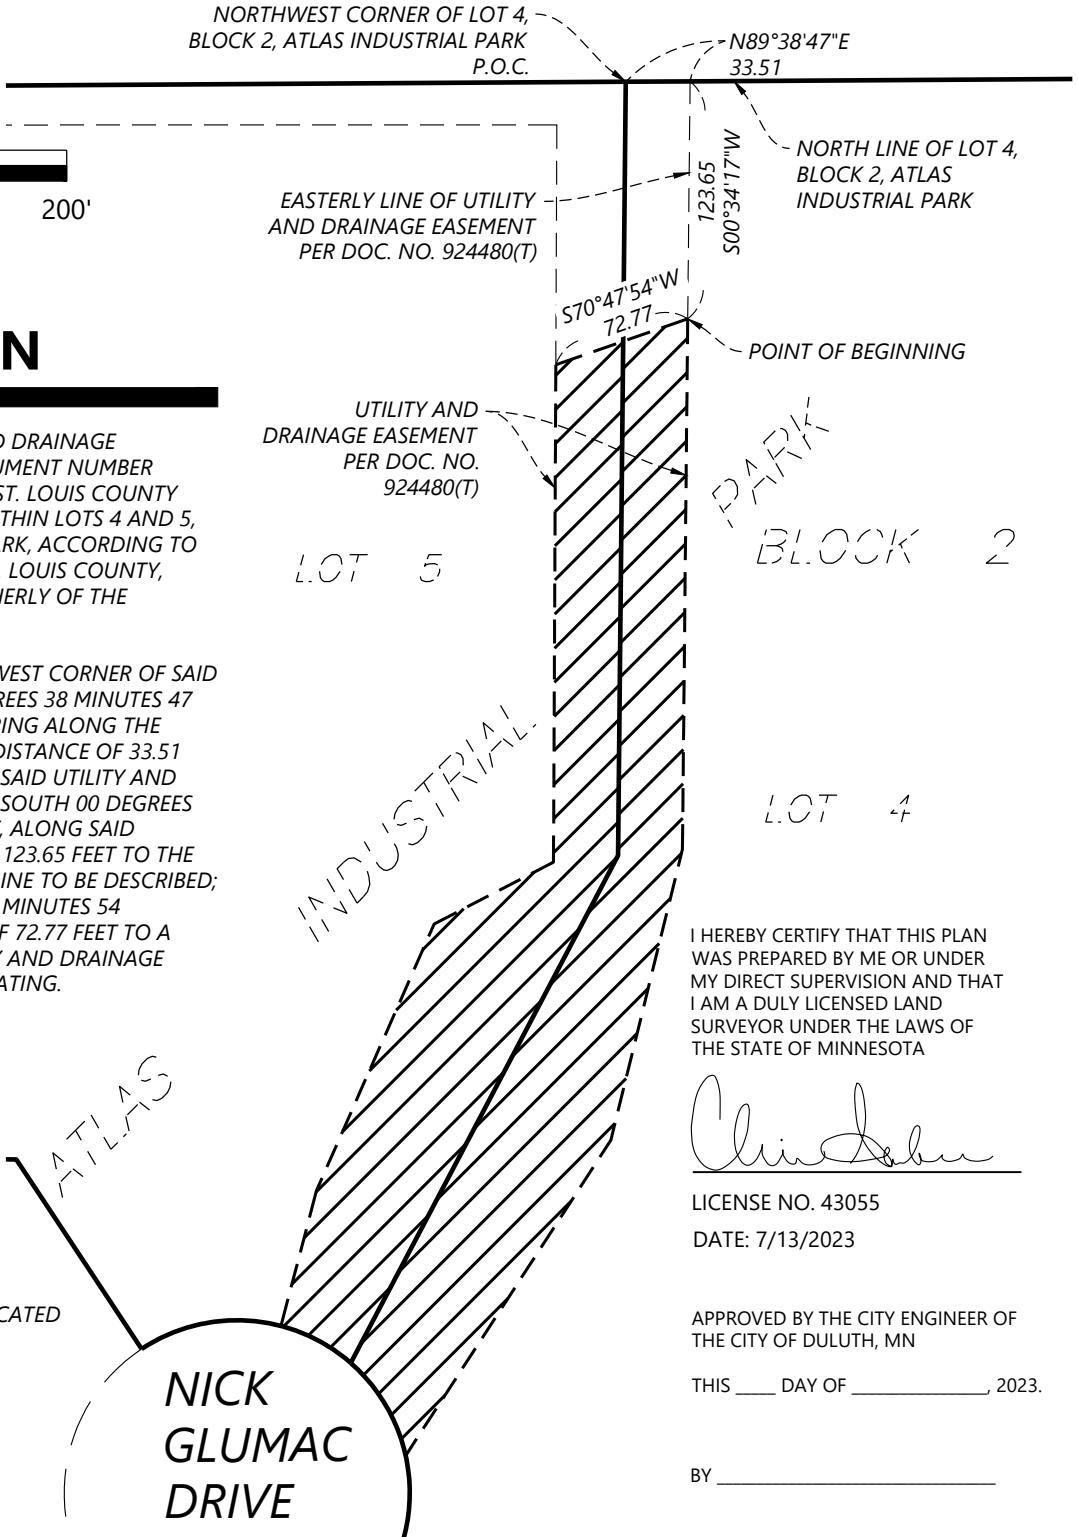 NORTHWEST CORNER OF LOT 4,
BLOCK 2, ATLAS INDUSTRIAL PARK
P.O.C.
N89°38'47"E
33.51
NORTH LINE OF LOT 4,
BLOCK 2, ATLAS
INDUSTRIAL PARK
200'
EASTERLY LINE OF UTILITY
AND DRAINAGE EASEMENT
PER DOC. NO. 924480(T)
123.65
S00°34'17"W
S70°47'54"W
72.77
POINT OF BEGINNING
N
UTILITY AND
DRAINAGE EASEMENT
PER DOC. NO.
924480(T)
D DRAINAGE
UMENT NUMBER
ST. LOUIS COUNTY
THIN LOTS 4 AND 5,
ARK, ACCORDING TO
. LOUIS COUNTY,
HERLY OF THE
WEST CORNER OF SAID
REES 38 MINUTES 47
RING ALONG THE
DISTANCE OF 33.51
SAID UTILITY AND
SOUTH 00 DEGREES
, ALONG SAID
123.65 FEET TO THE
INE TO BE DESCRIBED;
MINUTES 54
F 72.77 FEET TO A
Y AND DRAINAGE
ATING.
LOT 5
BLOCK 2
LOT 4
ATLAS
INDUSTRIAL
PARK
I HEREBY CERTIFY THAT THIS PLAN
WAS PREPARED BY ME OR UNDER
MY DIRECT SUPERVISION AND THAT
I AM A DULY LICENSED LAND
SURVEYOR UNDER THE LAWS OF
THE STATE OF MINNESOTA
LICENSE NO. 43055
DATE: 7/13/2023
CATED
APPROVED BY THE CITY ENGINEER OF
THE CITY OF DULUTH, MN
THIS _____ DAY OF _________________, 2023.
BY ___________________________________
NICK
GLUMAC
DRIVE